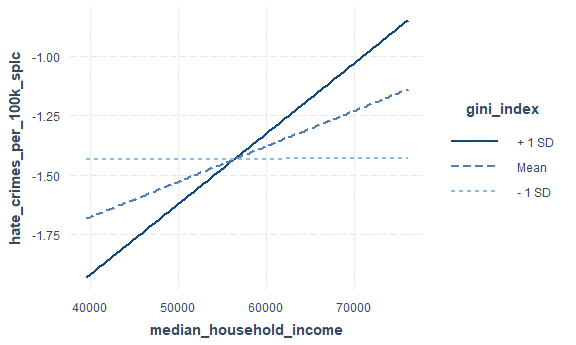 hate_crimes_per_100k_splc
-1.00
-1.25
-1.50
-1.75
40000 50000 60000 70000
median_household_income
gini_index
+ 1 SD
Mean
- 1 SD